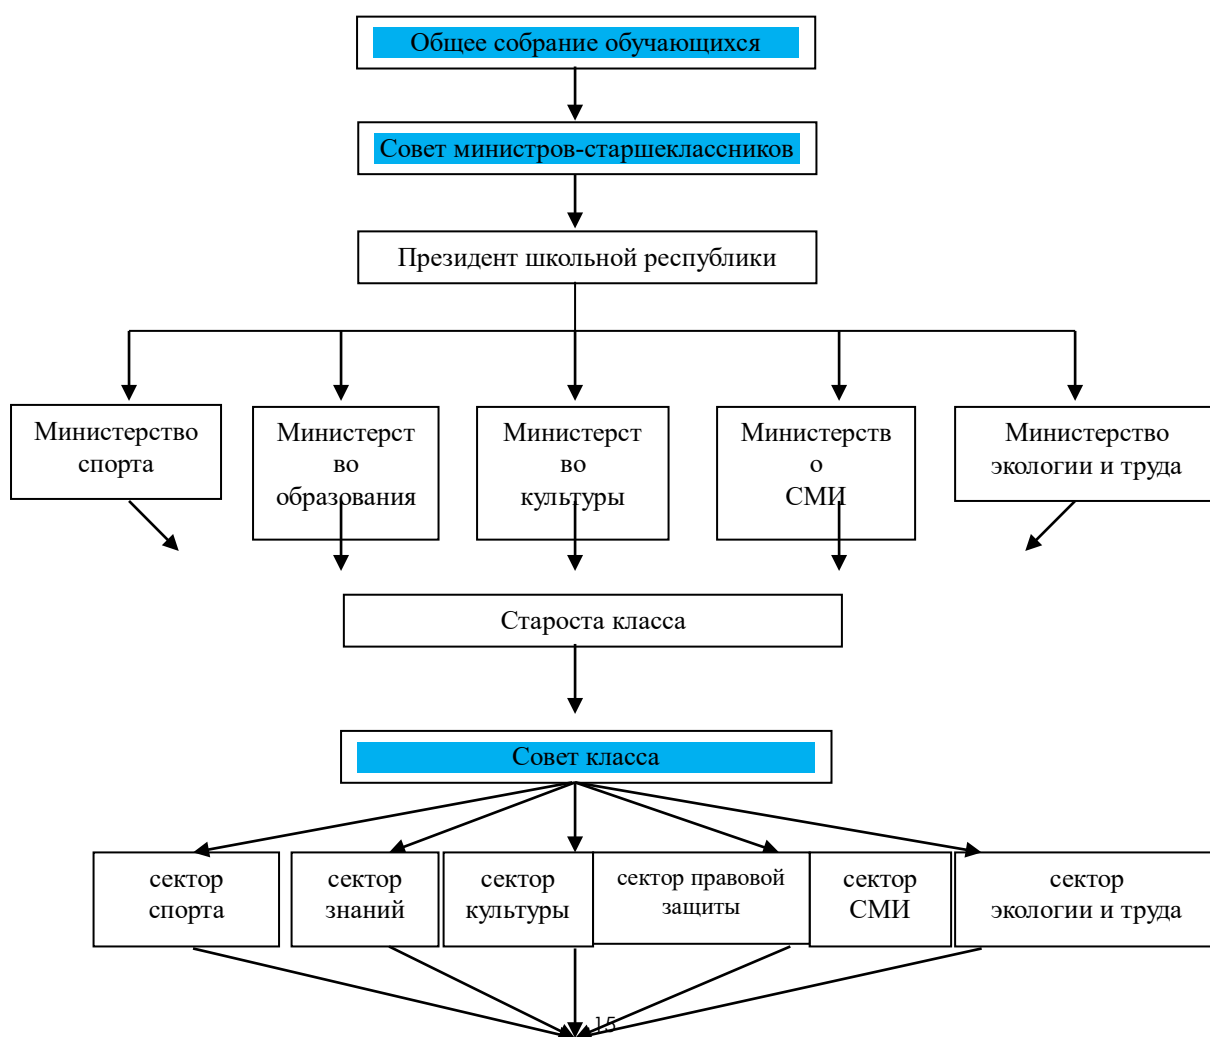 Общее собрание обучающихся
Совет министров-старшеклассников
Президент школьной республики
Министерство
спорта
Министерст
во
образования
Министерст
во
культуры
Министерств
о
СМИ
Министерство
экологии и труда
Староста класса
Совет класса
сектор
спорта
сектор
знаний
сектор
культуры
сектор правовой
защиты
сектор
СМИ
сектор
экологии и труда
15